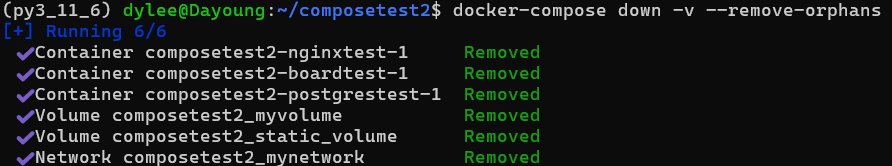 (py3_11_6) dylee@Dayoung:~/composetest2$ docker-compose down -v --remove-orphans
[+] Running 6/6
✔Container composetest2-nginxtest-1 Removed
✔Container composetest2-boardtest-1 Removed
✔Container composetest2-postgrestest-1 Removed
✔Volume composetest2_myvolume Removed
✔Volume composetest2_static_volume Removed
✔Network composetest2_mynetwork Removed